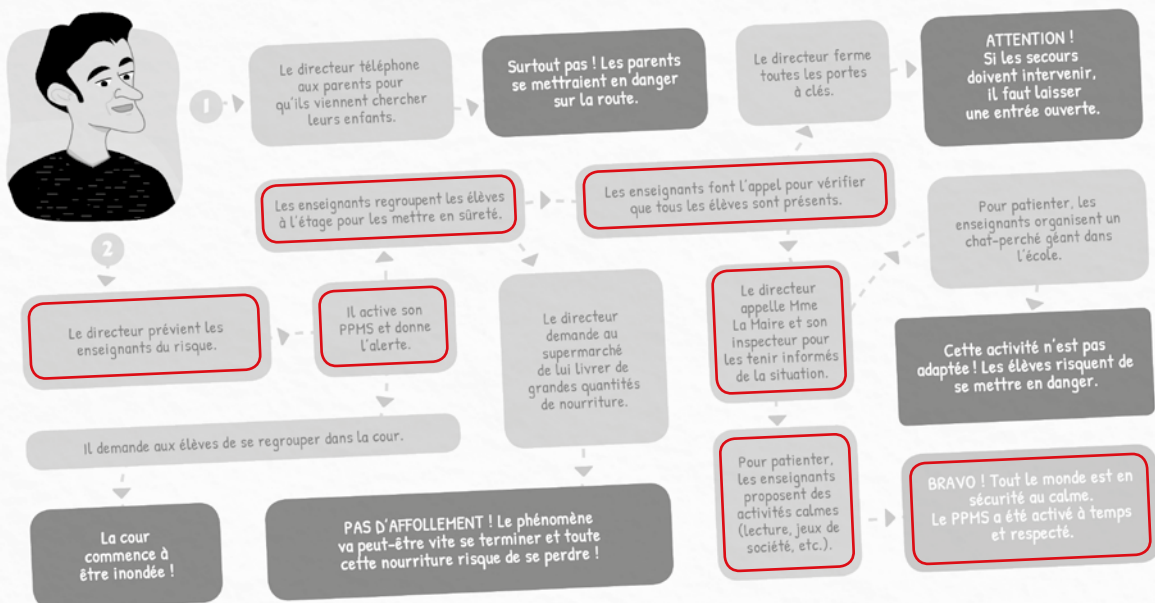 1
Le directeur téléphone
aux parents pour
qu'ils viennent chercher
leurs enfants.
Surtout pas ! Les parents
se mettraient en danger
sur la route.
Le directeur ferme
toutes les portes
à clés.
ATTENTION !
Si les secours
doivent intervenir,
il faut laisser
une entrée ouverte.
Les enseignants regroupent les élèves
à l'étage pour les mettre en sûreté.
Les enseignants font l'appel pour vérifier
que tous les élèves sont présents.
Pour patienter, les
enseignants organisent un
chat-perché géant dans
l'école.
2
Le directeur prévient les
enseignants du risque.
Il active son
PPMS et donne
l'alerte.
Le directeur
demande au
supermarché
de lui livrer de
grandes quantités
de nourriture.
Le directeur
appelle Mme
La Maire et son
inspecteur pour
les tenir informés
de la situation.
Cette activité n'est pas
adaptée ! Les élèves risquent de
se mettre en danger.
Il demande aux élèves de se regrouper dans la cour.
La cour
commence à
être inondée !
PAS D'AFFOLLEMENT ! Le phénomène
va peut-être vite se terminer et toute
cette nourriture risque de se perdre !
Pour patienter,
les enseignants
proposent des
activités calmes
(lecture, jeux de
société, etc.).
BRAVO ! Tout le monde est en
sécurité au calme.
Le PPMS a été activé à temps
et respecté.